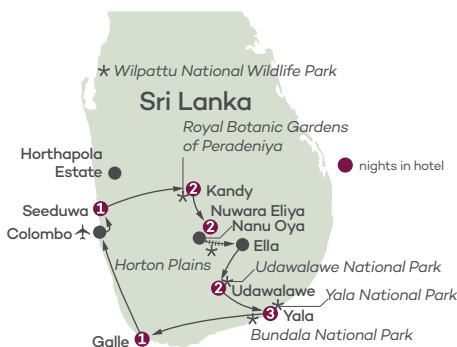 Wilpattu National Wildlife Park
Sri Lanka
Royal Botanic Gardens
of Peradeniya
Horthapola
Estate
nights in hotel
2
Kandy
Seeduwa
1
Nuwara Eliya
2
Nanu Oya
Colombo
Ella
Horton Plains
Udawalawe National Park
2
Udawalawe
Yala National Park
3
Yala
Bundala National Park
Galle
1